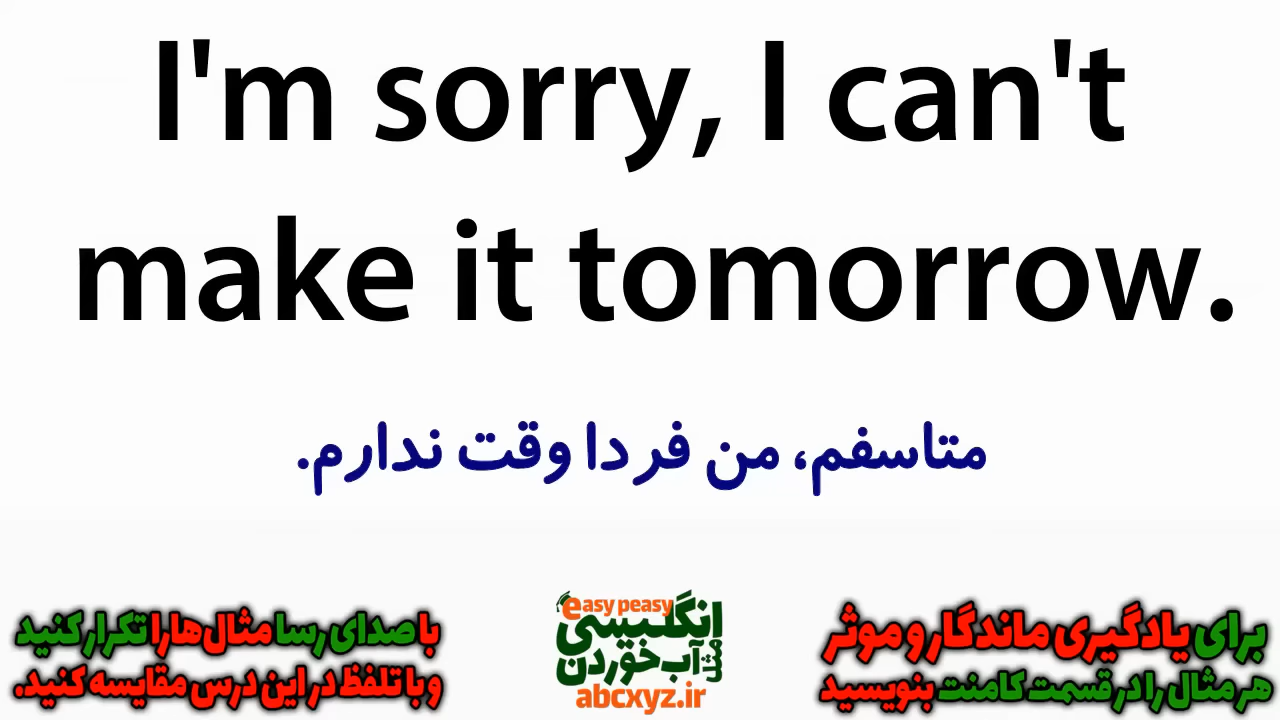 I'm sorry, I can't
make it tomorrow.
متاسفم، من فردا وقت ندارم.
برای یادگیری ماندگار و موثر
هر مثال را در قسمت کامنت بنویسید
easy peasy
انگلیسی
مثل آب خوردن
abcxyz.ir
با صدای رسا مثال‌ها را تکرار کنید
و با تلفظ در این درس مقایسه کنید.